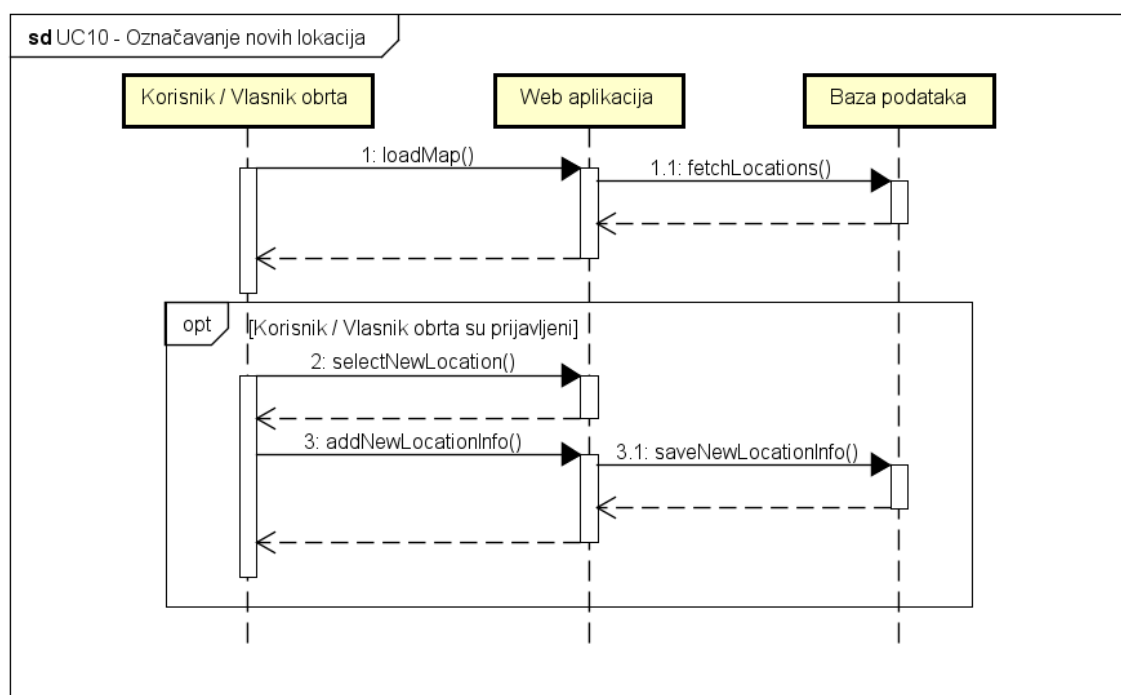 sd UC10 - Označavanje novih lokacija
Korisnik / Vlasnik obrta
Web aplikacija
Baza podataka
1: loadMap()
1.1: fetchLocations()
opt
[Korisnik / Vlasnik obrta su prijavljeni]
2: selectNewLocation()
3: addNewLocationInfo()
3.1: saveNewLocationInfo()